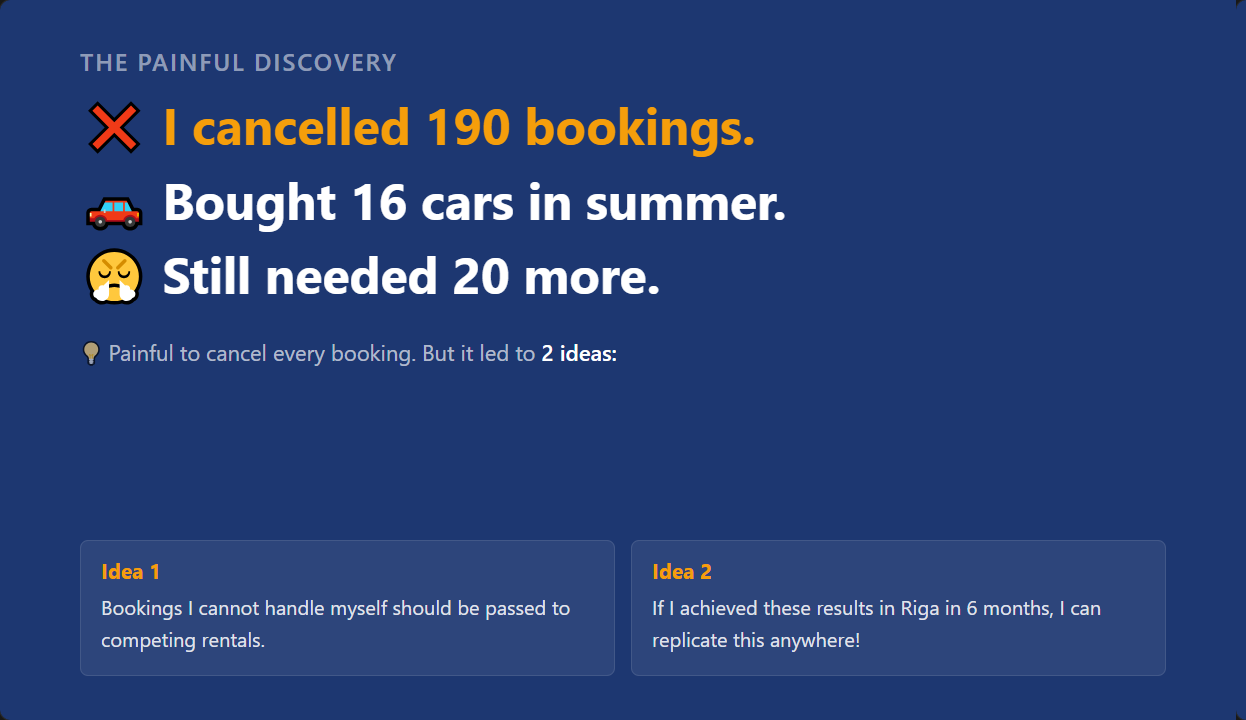 THE PAINFUL DISCOVERY
❌ I cancelled 190 bookings.
🚗 Bought 16 cars in summer.
😤 Still needed 20 more.
💡 Painful to cancel every booking. But it led to 2 ideas:
Idea 1
Bookings I cannot handle myself should be passed to
competing rentals.
Idea 2
If I achieved these results in Riga in 6 months, I can
replicate this anywhere!